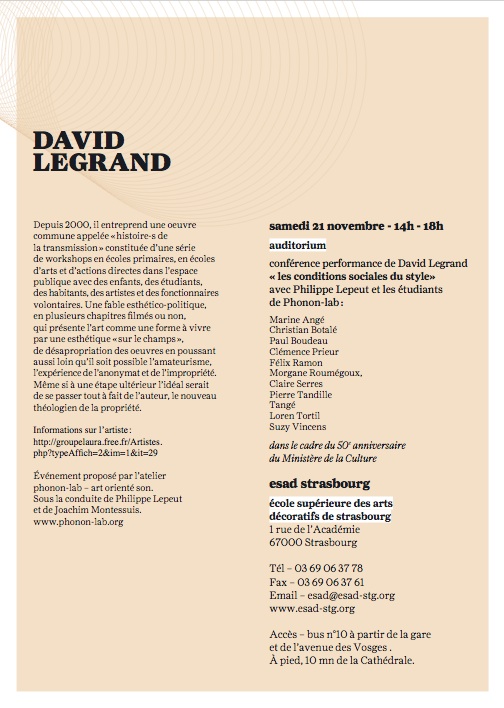 DAVID
LEGRAND
Depuis 2000, il entreprend une oeuvre
commune appelée « histoire·s de
la transmission » constituée d'une série
de workshops en écoles primaires, en écoles
d'arts et d'actions directes dans l'espace
publique avec des enfants, des étudiants,
des habitants, des artistes et des fonctionnaires
volontaires. Une fable esthético-politique,
en plusieurs chapitres filmés ou non,
qui présente l'art comme une forme à vivre
par une esthétique « sur le champs »,
de désapropriation des oeuvres en poussant
aussi loin qu'il soit possible l'amateurisme,
l'expérience de l'anonymat et de l'impropriété.
Même si à une étape ultérieur l'idéal serait
de se passer tout à fait de l'auteur, le nouveau
théologien de la propriété.
Informations sur l'artiste :
http://groupelaura.free.fr/Artistes.
php?typeAffich=2&im=1&it=29
Événement proposé par l'atelier
phonon-lab – art orienté son.
Sous la conduite de Philippe Lepeut
et de Joachim Montessuis.
www.phonon-lab.org
samedi 21 novembre - 14h - 18h
auditorium
conférence performance de David Legrand
« les conditions sociales du style»
avec Philippe Lepeut et les étudiants
de Phonon-lab :
Marine Angé
Christian Botalé
Paul Boudeau
Clémence Prieur
Félix Ramon
Morgane Roumégoux,
Claire Serres
Pierre Tandille
Tangé
Loren Tortil
Suzy Vincens
dans le cadre du 50e anniversaire
du Ministère de la Culture
esad strasbourg
école supérieure des arts
décoratifs de strasbourg
1 rue de l'Académie
67000 Strasbourg
Tél – 03 69 06 37 78
Fax – 03 69 06 37 61
Email – esad@esad-stg.org
www.esad-stg.org
Accès – bus n°10 à partir de la gare
et de l'avenue des Vosges .
À pied, 10 mn de la Cathédrale.